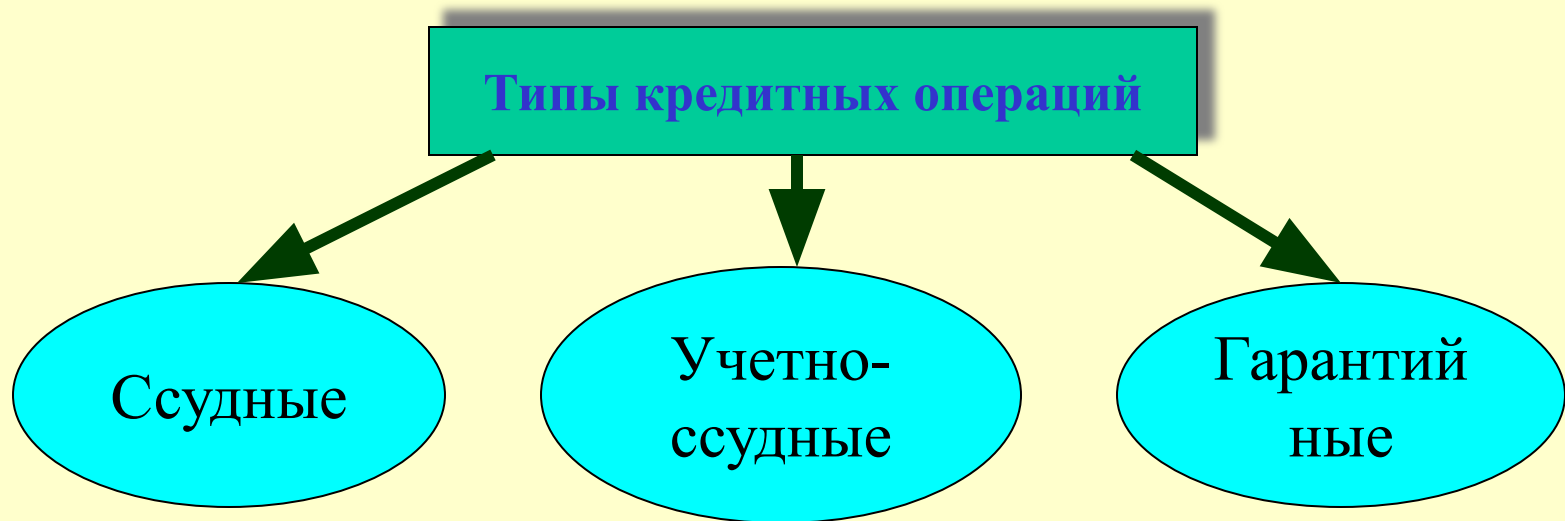 Типы кредитных операций
Ссудные
Учетно-
ссудные
Гарантий
ные